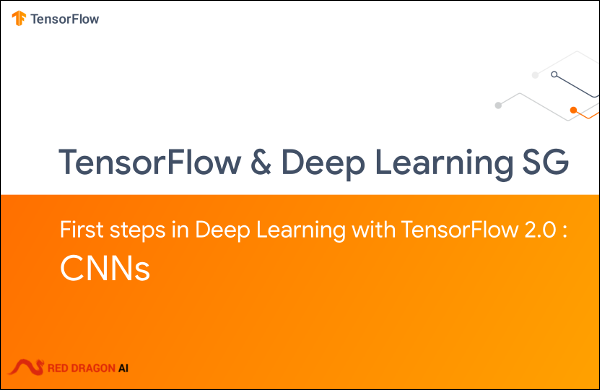 TensorFlow
TensorFlow & Deep Learning SG
First steps in Deep Learning with TensorFlow 2.0 :
CNNs
RED DRAGON AI